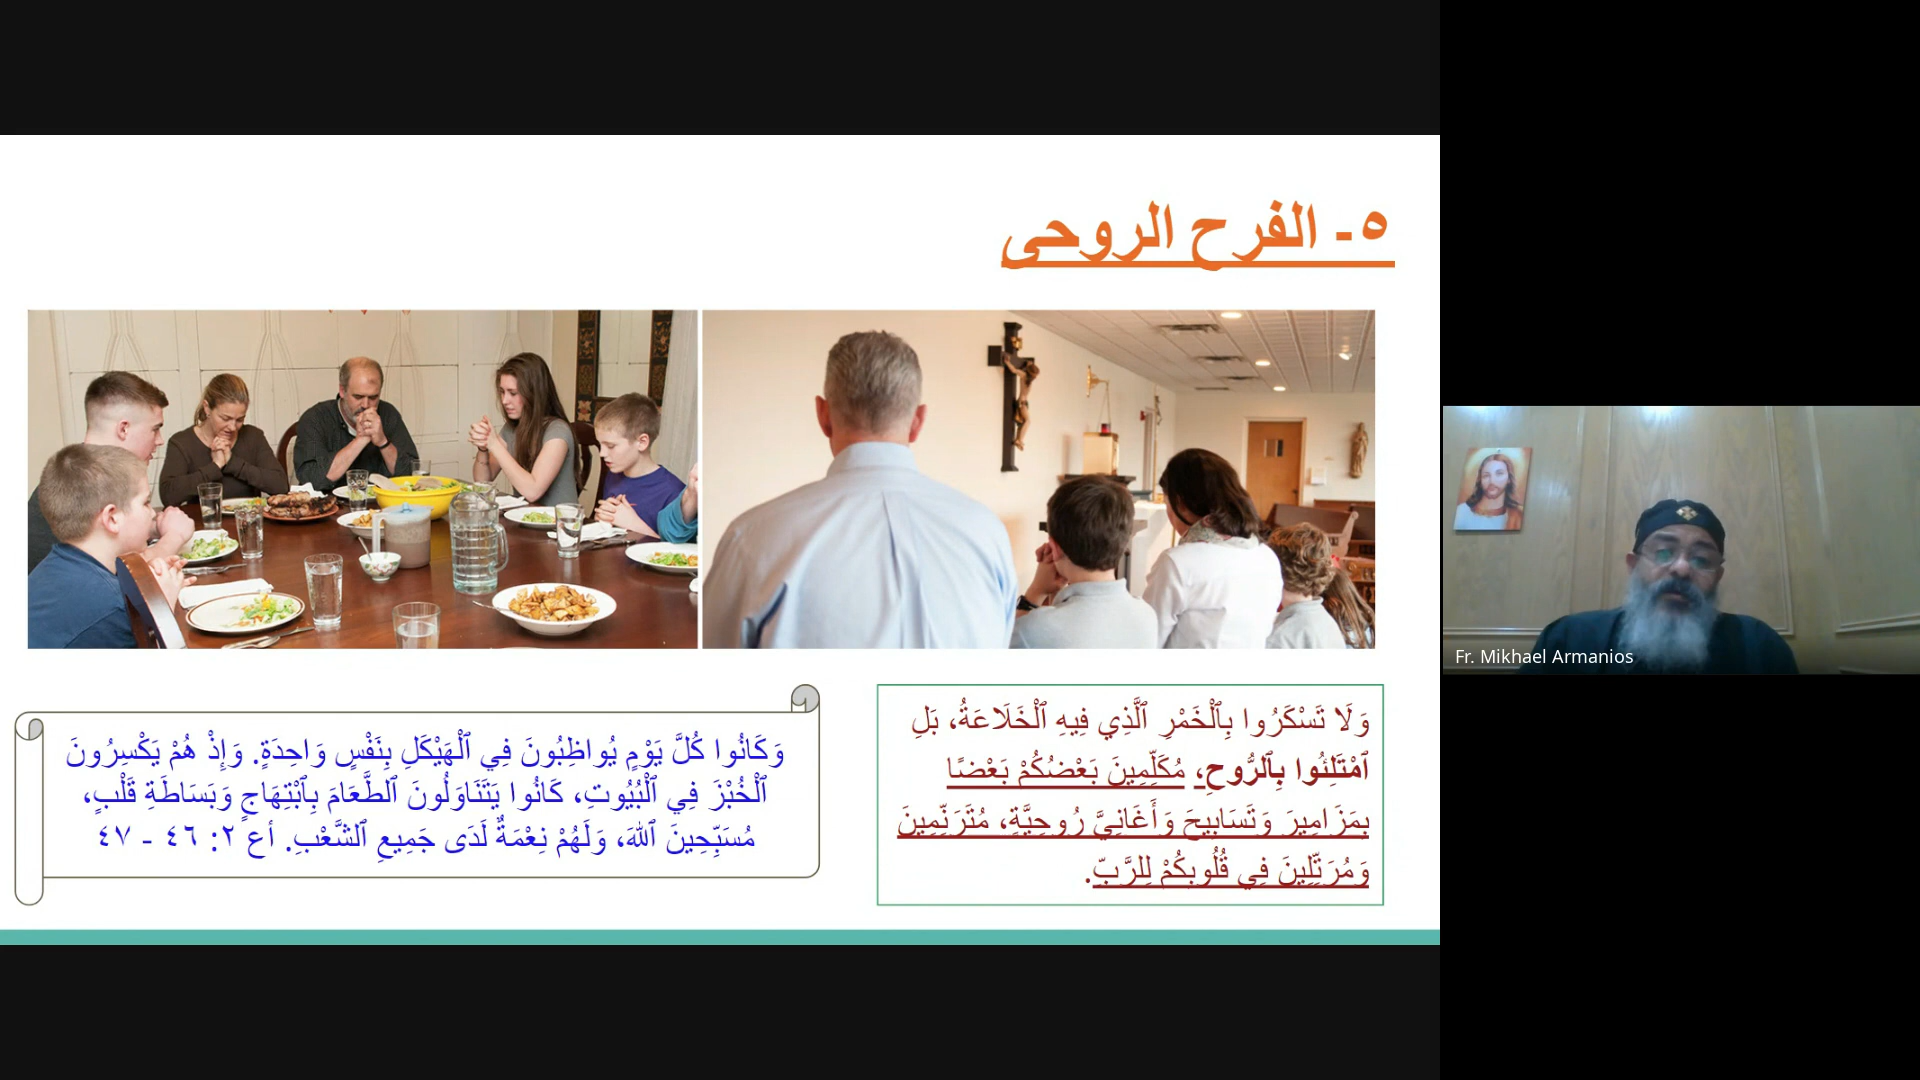 ٥- الفرح الروحى
وَلَا تَسْكَرُوا بِٱلْخَمْرِ ٱلَّذِي فِيهِ ٱلْخَلَاعَةُ، بَلِ
ٱمْتَلِئُوا بِٱلرُّوحِ، مُكَلِّمِينَ بَعْضُكُمْ بَعْضًا
بِمَزَامِيرَ وَتَسَابِيحَ وَأَغَانِيَّ رُوحِيَّةٍ، مُتَرَنِّمِينَ
وَمُرَتِّلِينَ فِي قُلُوبِكُمْ لِلرَّبِّ.
وَكَانُوا كُلَّ يَوْمٍ يُواظِبُونَ فِي ٱلْهَيْكَلِ بِنَفْسٍ وَاحِدَةٍ. وَإِذْ هُمْ يَكْسِرُونَ
ٱلْخُبْزَ فِي ٱلْبُيُوتِ، كَانُوا يَتَنَاوَلُونَ ٱلطَّعَامَ بِٱبْتِهَاجٍ وَبَسَاطَةِ قَلْبٍ،
مُسَبِّحِينَ ٱللهَ، وَلَهُمْ نِعْمَةٌ لَدَى جَمِيعِ ٱلشَّعْبِ. أع ٢: ٤٦ - ٤٧
Fr. Mikhael Armanios